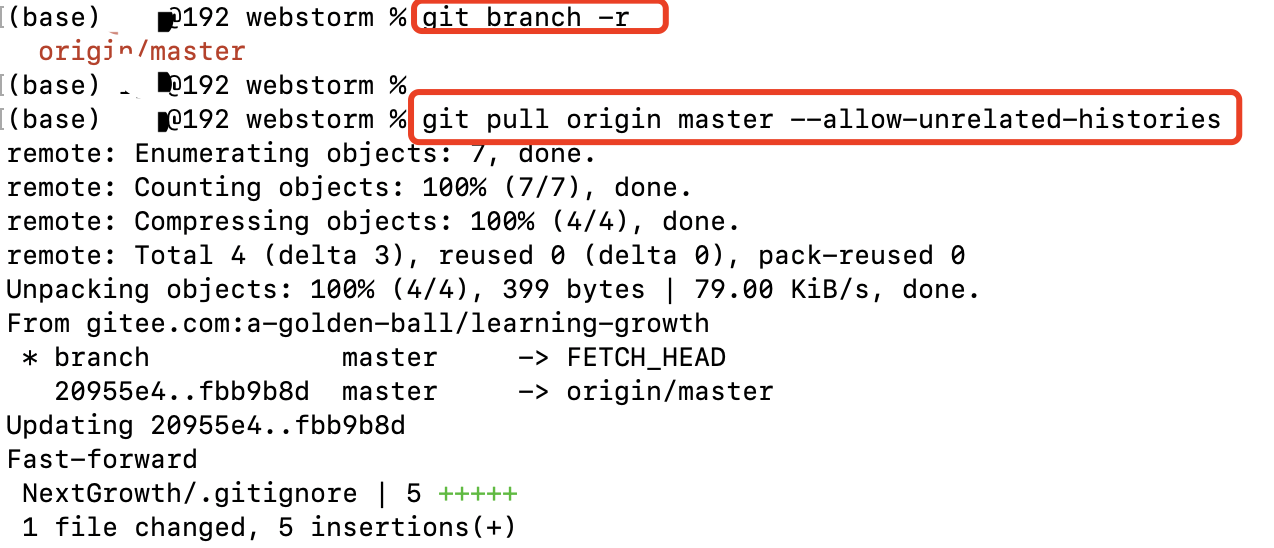 (base) @192 webstorm % git branch -r
origin/master
(base) @192 webstorm %
(base) @192 webstorm % git pull origin master --allow-unrelated-histories
remote: Enumerating objects: 7, done.
remote: Counting objects: 100% (7/7), done.
remote: Compressing objects: 100% (4/4), done.
remote: Total 4 (delta 3), reused 0 (delta 0), pack-reused 0
Unpacking objects: 100% (4/4), 399 bytes | 79.00 KiB/s, done.
From gitee.com:a-golden-ball/learning-growth
* branch master -> FETCH_HEAD
20955e4..fbb9b8d master -> origin/master
Updating 20955e4..fbb9b8d
Fast-forward
NextGrowth/.gitignore | 5 +++++
1 file changed, 5 insertions(+)